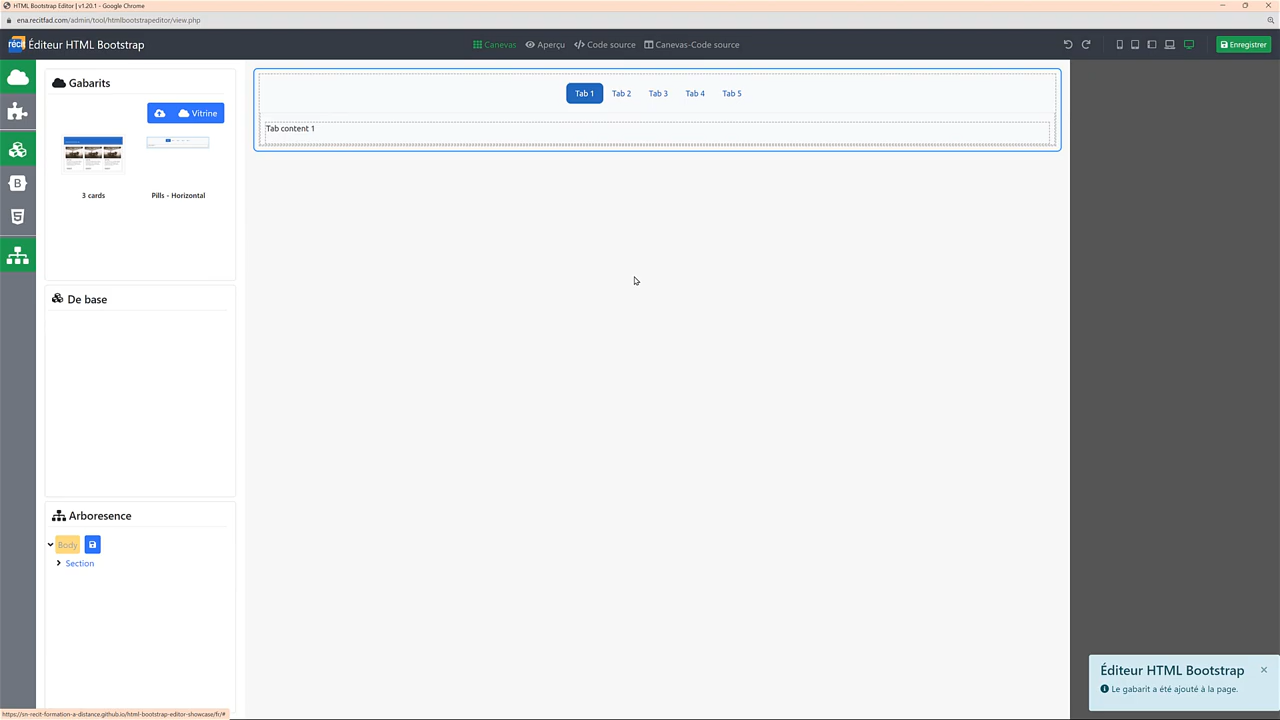 HTML Bootstrap Editor | v1.20.1 - Google Chrome
ena.recitfad.com/admin/tool/htmlbootstrapeditor/view.php
récit Éditeur HTML Bootstrap
Canevas Aperçu Code source Canevas-Code source
Enregistrer
Gabarits
Vitrine
3 cards Pills - Horizontal
De base
Arboresence
Body
Section
Tab 1 Tab 2 Tab 3 Tab 4 Tab 5
Tab content 1
Éditeur HTML Bootstrap
Le gabarit a été ajouté à la page.
https://sn-recit-formation-a-distance.github.io/html-bootstrap-editor-showcase/fr/#